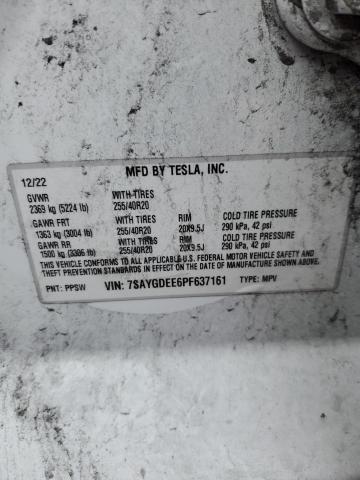 MFD BY TESLA, INC.
12/22
GVWR WITH TIRES
2369 kg (5224 lb) 255/40R20
GAWR FRT WITH TIRES RIM COLD TIRE PRESSURE
1363 kg (3004 lb) 255/40R20 20X9.5J 290 kPa, 42 psi
GAWR RR WITH TIRES RIM COLD TIRE PRESSURE
1500 kg (3306 lb) 255/40R20 20X9.5J 290 kPa, 42 psi
THIS VEHICLE CONFORMS TO ALL APPLICABLE U.S. FEDERAL MOTOR VEHICLE SAFETY AND
THEFT PREVENTION STANDARDS IN EFFECT ON THE DATE OF MANUFACTURE SHOWN ABOVE.
PNT: PPSW VIN: 7SAYGDEE6PF637161 TYPE: MPV